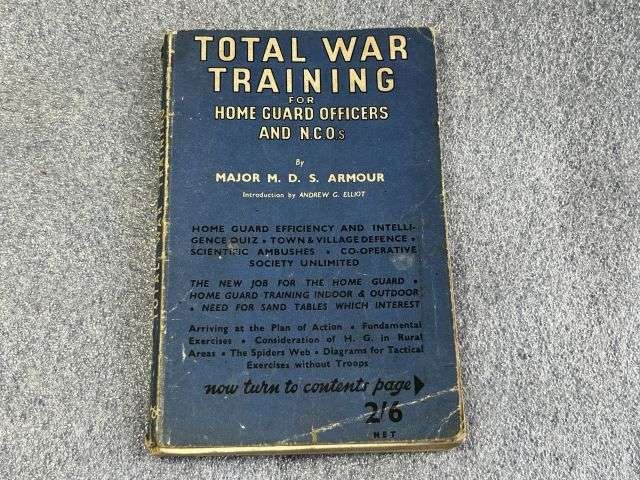 TOTAL WAR
TRAINING
FOR
HOME GUARD OFFICERS
AND N.C.Os
By
MAJOR M. D. S. ARMOUR
Introduction by ANDREW G. ELLIOT
HOME GUARD EFFICIENCY AND INTELLI-
GENCE QUIZ • TOWN & VILLAGE DEFENCE •
SCIENTIFIC AMBUSHES • CO-OPERATIVE
SOCIETY UNLIMITED
THE NEW JOB FOR THE HOME GUARD •
HOME GUARD TRAINING INDOOR & OUTDOOR
• NEED FOR SAND TABLES WHICH INTEREST
Arriving at the Plan of Action • Fundamental
Exercises • Consideration of H. G. in Rural
Areas • The Spiders Web • Diagrams for Tactical
Exercises without Troops
now turn to contents page
2/6
NET